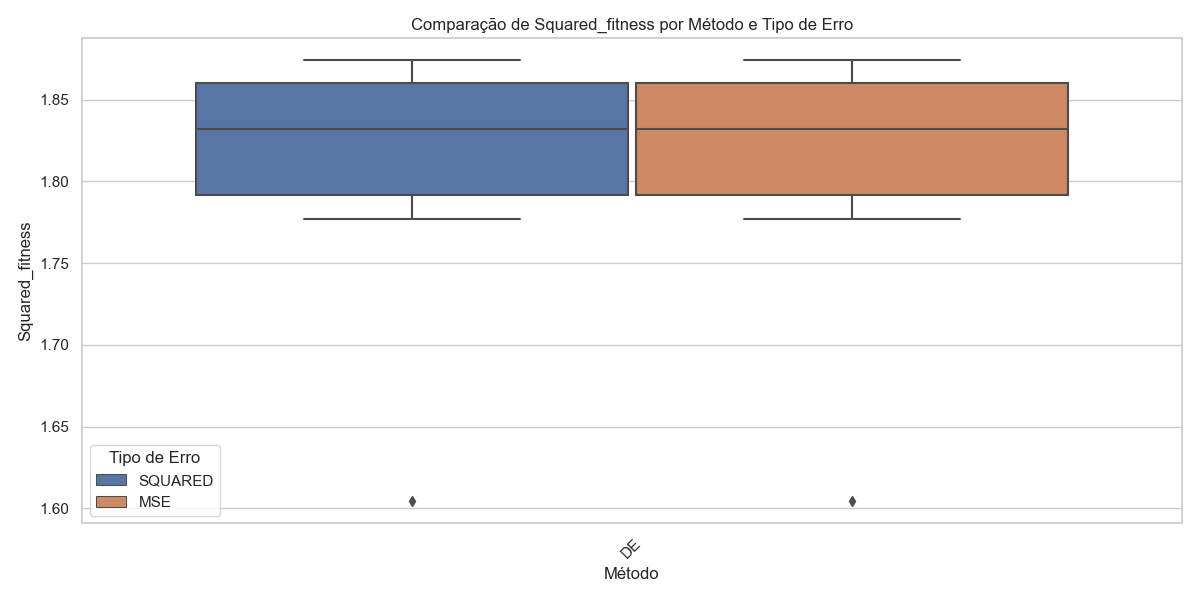 Comparação de Squared_fitness por Método e Tipo de Erro
Squared_fitness
1.85
1.80
1.75
1.70
1.65
1.60
Tipo de Erro
SQUARED
MSE
DE
Método